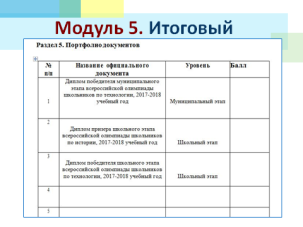 Модуль 5. Итоговый
Раздел 5. Портфолио документов
№ п/п Название официального документа Уровень Балл
1 Диплом победителя муниципального этапа всероссийской олимпиады школьников по технологии, 2017-2018 учебный год Муниципальный этап
2 Диплом призера школьного этапа всероссийской олимпиады школьников по истории, 2017-2018 учебный год Школьный этап
3 Диплом победителя школьного этапа всероссийской олимпиады школьников по технологии, 2017-2018 учебный год Школьный этап
4
5